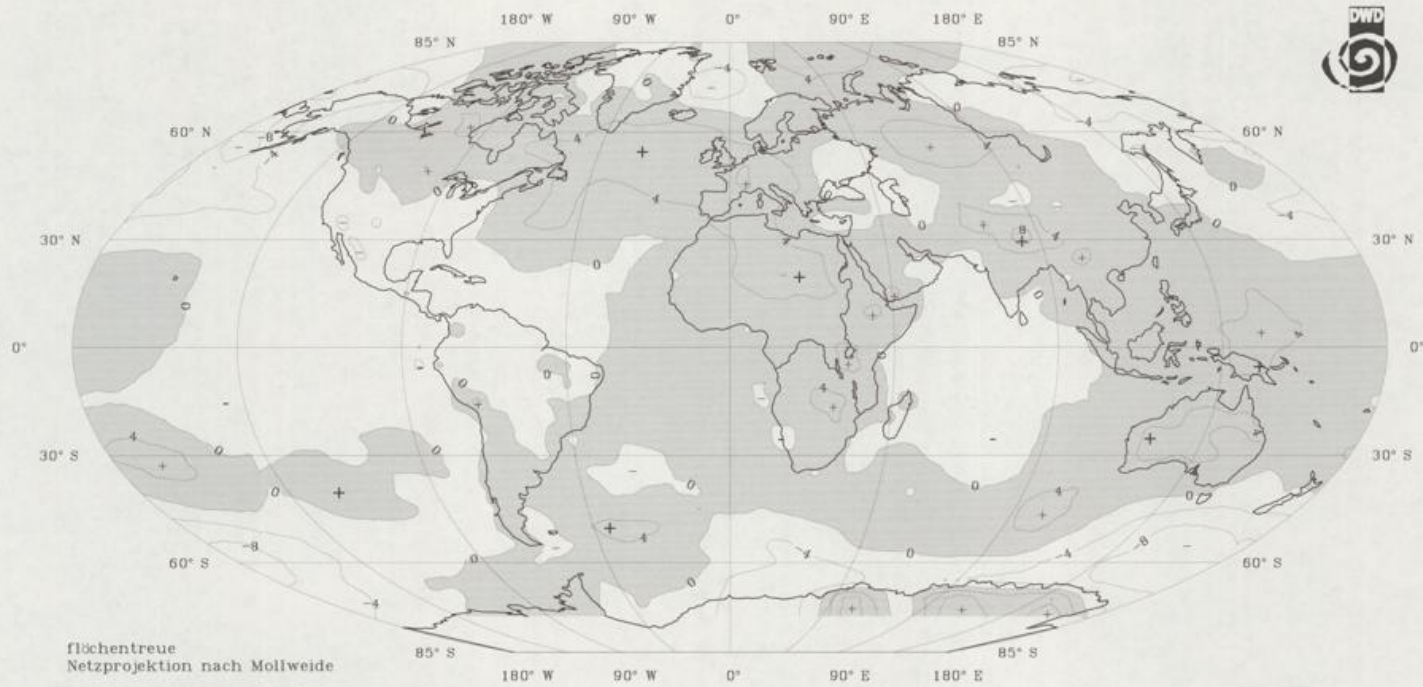 180° W 90° W 0° 90° E 180° E
DWD
85° N 85° N
60° N 60° N
30° N 30° N
0° 0°
30° S 30° S
60° S 60° S
85° S 85° S
180° W 90° W 0° 90° E 180° E
flöchentreue
Netzprojektion nach Mollweide